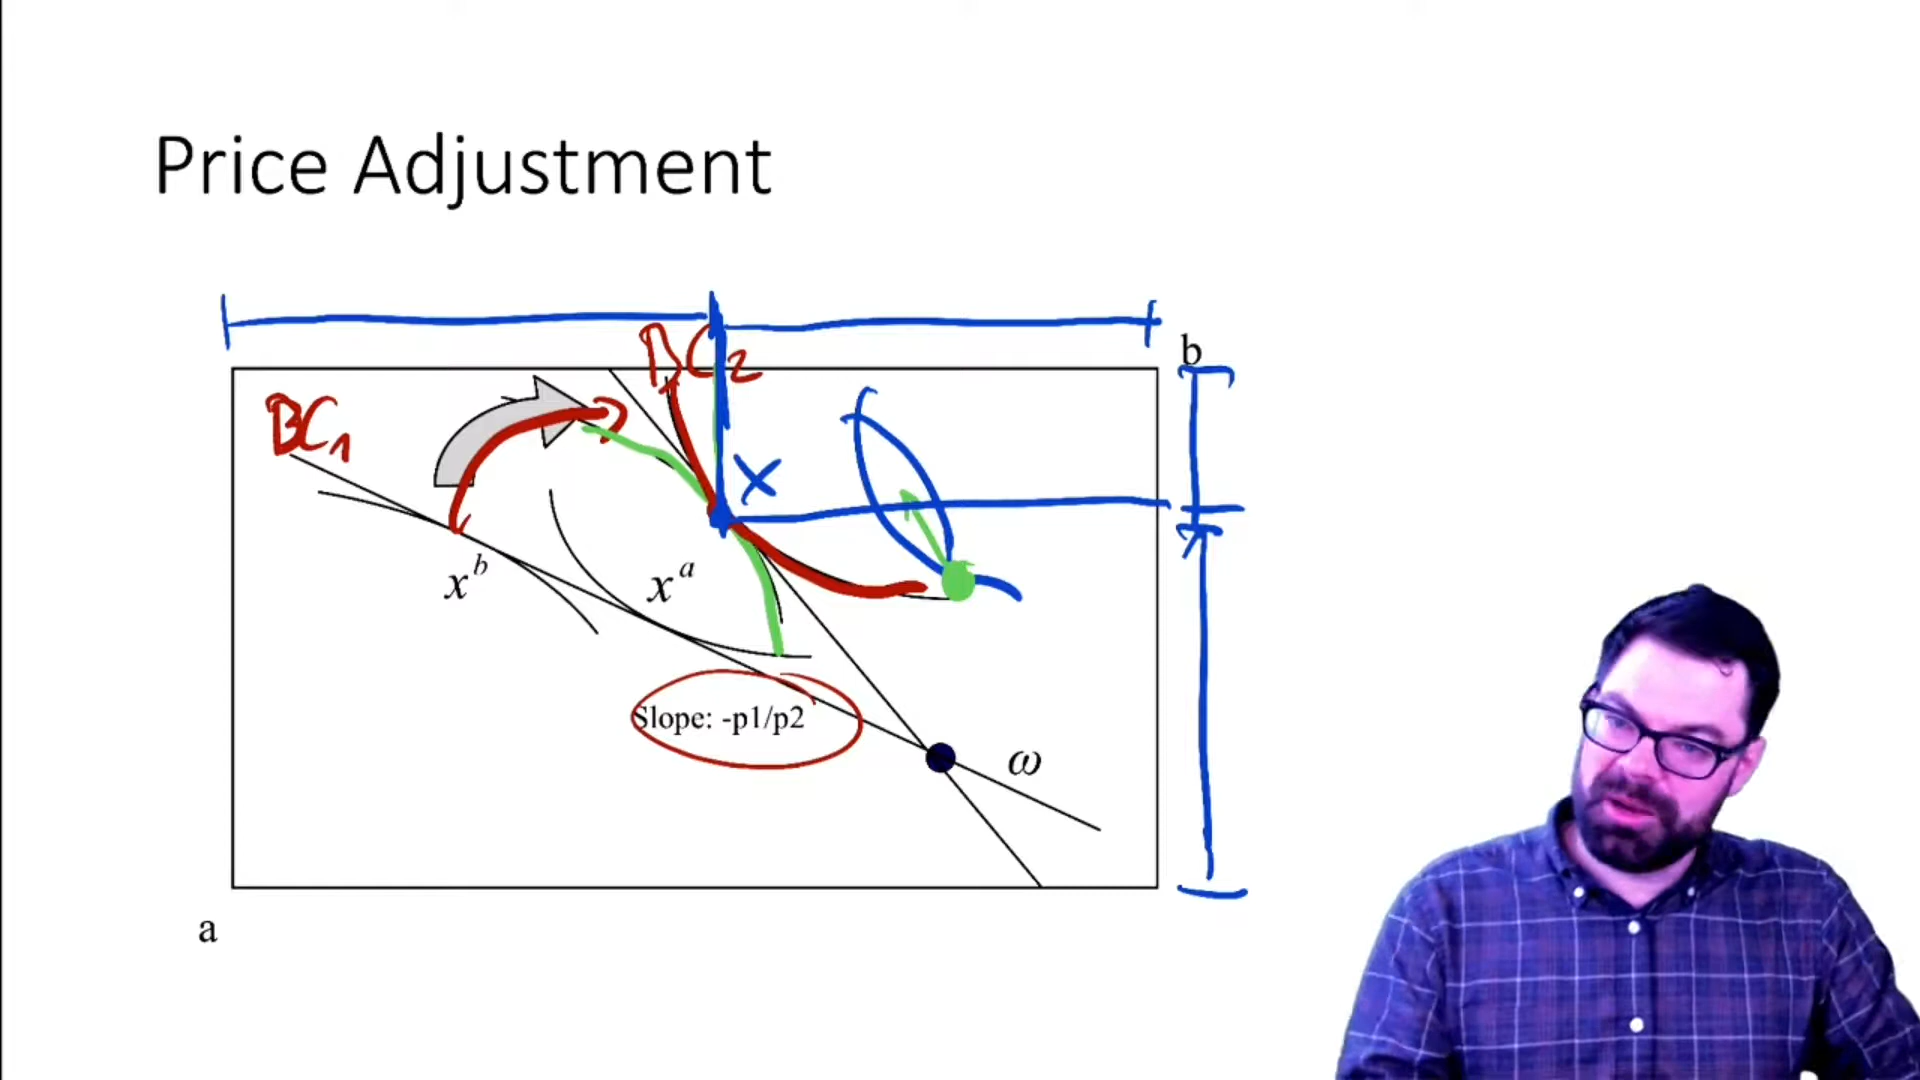 Price Adjustment
BC2
b
BC1
X
x^b
x^a
Slope: -p1/p2
ω
a